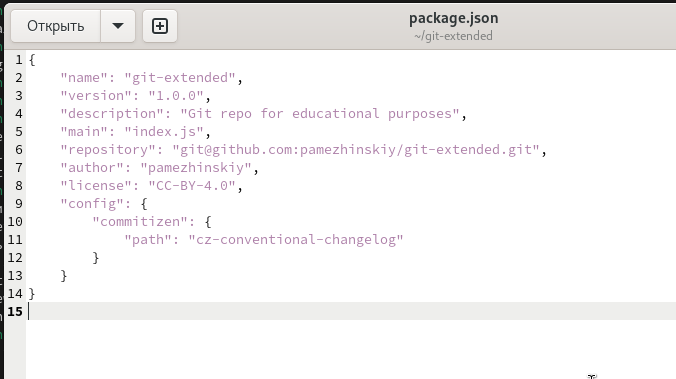 Открыть
package.json
~/git-extended
1 {
2     "name": "git-extended",
3     "version": "1.0.0",
4     "description": "Git repo for educational purposes",
5     "main": "index.js",
6     "repository": "git@github.com:pamezhinskiy/git-extended.git",
7     "author": "pamezhinskiy",
8     "license": "CC-BY-4.0",
9     "config": {
10         "commitizen": {
11             "path": "cz-conventional-changelog"
12         }
13     }
14 }
15